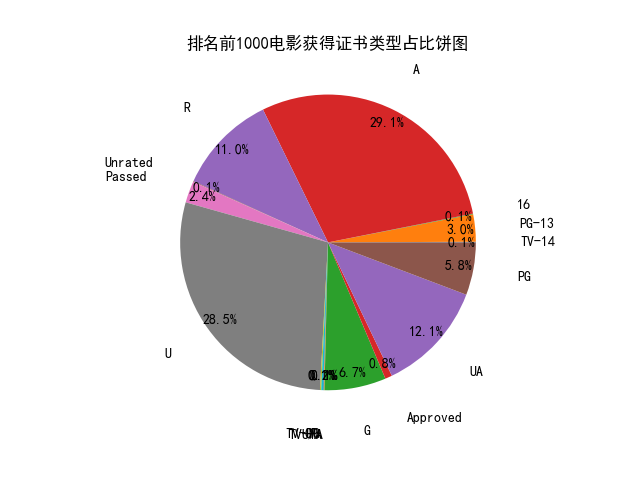 排名前1000电影获得证书类型占比饼图
A
29.1%
R
11.0%
Unrated
0.1%
Passed
2.4%
16
0.1%
PG-13
3.0%
TV-14
0.1%
PG
5.8%
UA
12.1%
Approved
0.8%
G
6.7%
U
28.5%